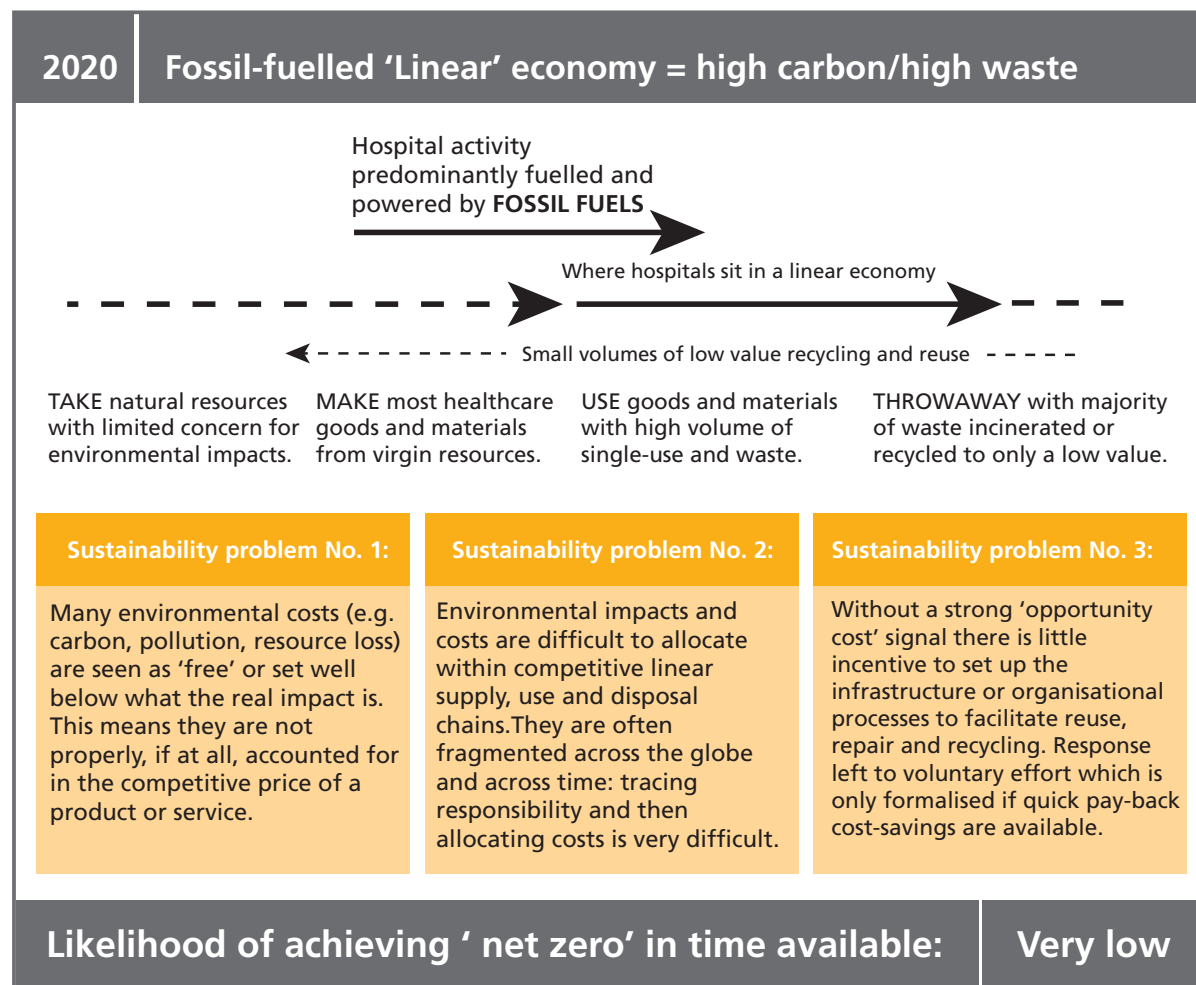 2020
Fossil-fuelled ‘Linear’ economy = high carbon/high waste
Hospital activity
predominantly fuelled and
powered by FOSSIL FUELS
Where hospitals sit in a linear economy
Small volumes of low value recycling and reuse
TAKE natural resources
with limited concern for
environmental impacts.
MAKE most healthcare
goods and materials
from virgin resources.
USE goods and materials
with high volume of
single-use and waste.
THROWAWAY with majority
of waste incinerated or
recycled to only a low value.
Sustainability problem No. 1:
Many environmental costs (e.g.
carbon, pollution, resource loss)
are seen as ‘free’ or set well
below what the real impact is.
This means they are not
properly, if at all, accounted for
in the competitive price of a
product or service.
Sustainability problem No. 2:
Environmental impacts and
costs are difficult to allocate
within competitive linear
supply, use and disposal
chains.They are often
fragmented across the globe
and across time: tracing
responsibility and then
allocating costs is very difficult.
Sustainability problem No. 3:
Without a strong ‘opportunity
cost’ signal there is little
incentive to set up the
infrastructure or organisational
processes to facilitate reuse,
repair and recycling. Response
left to voluntary effort which is
only formalised if quick pay-back
cost-savings are available.
Likelihood of achieving ‘ net zero’ in time available:
Very low